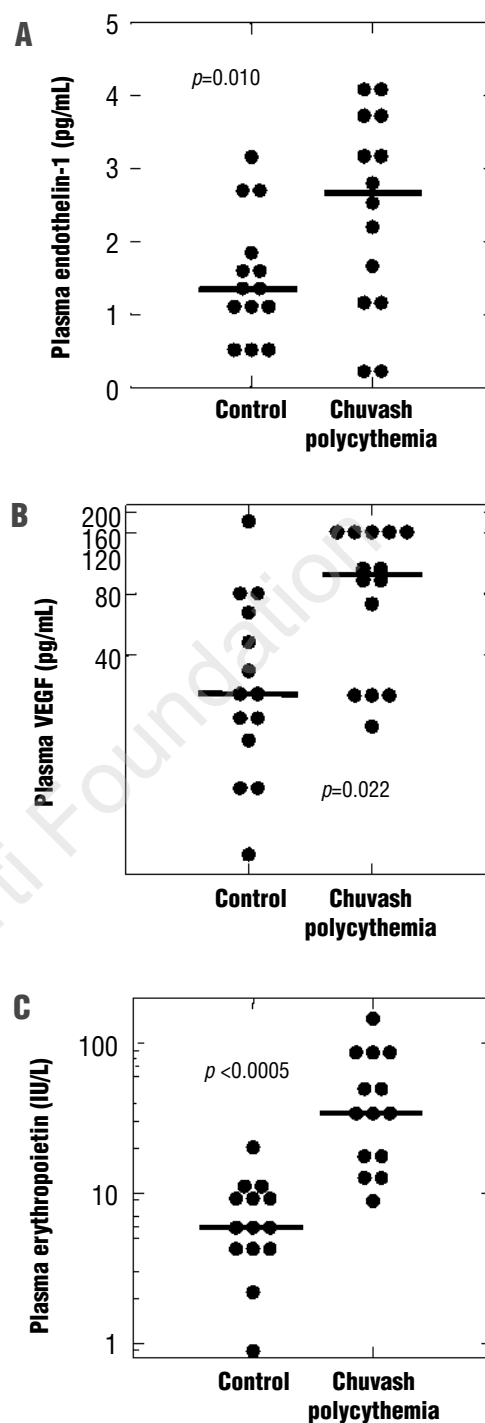 A
Plasma endothelin-1 (pg/mL)
5
4
3
2
1
0
p=0.010
Control
Chuvash
polycythemia
B
Plasma VEGF (pg/mL)
200
160
120
80
40
p=0.022
Control
Chuvash
polycythemia
C
Plasma erythropoietin (IU/L)
100
10
1
p <0.0005
Control
Chuvash
polycythemia
Foundation